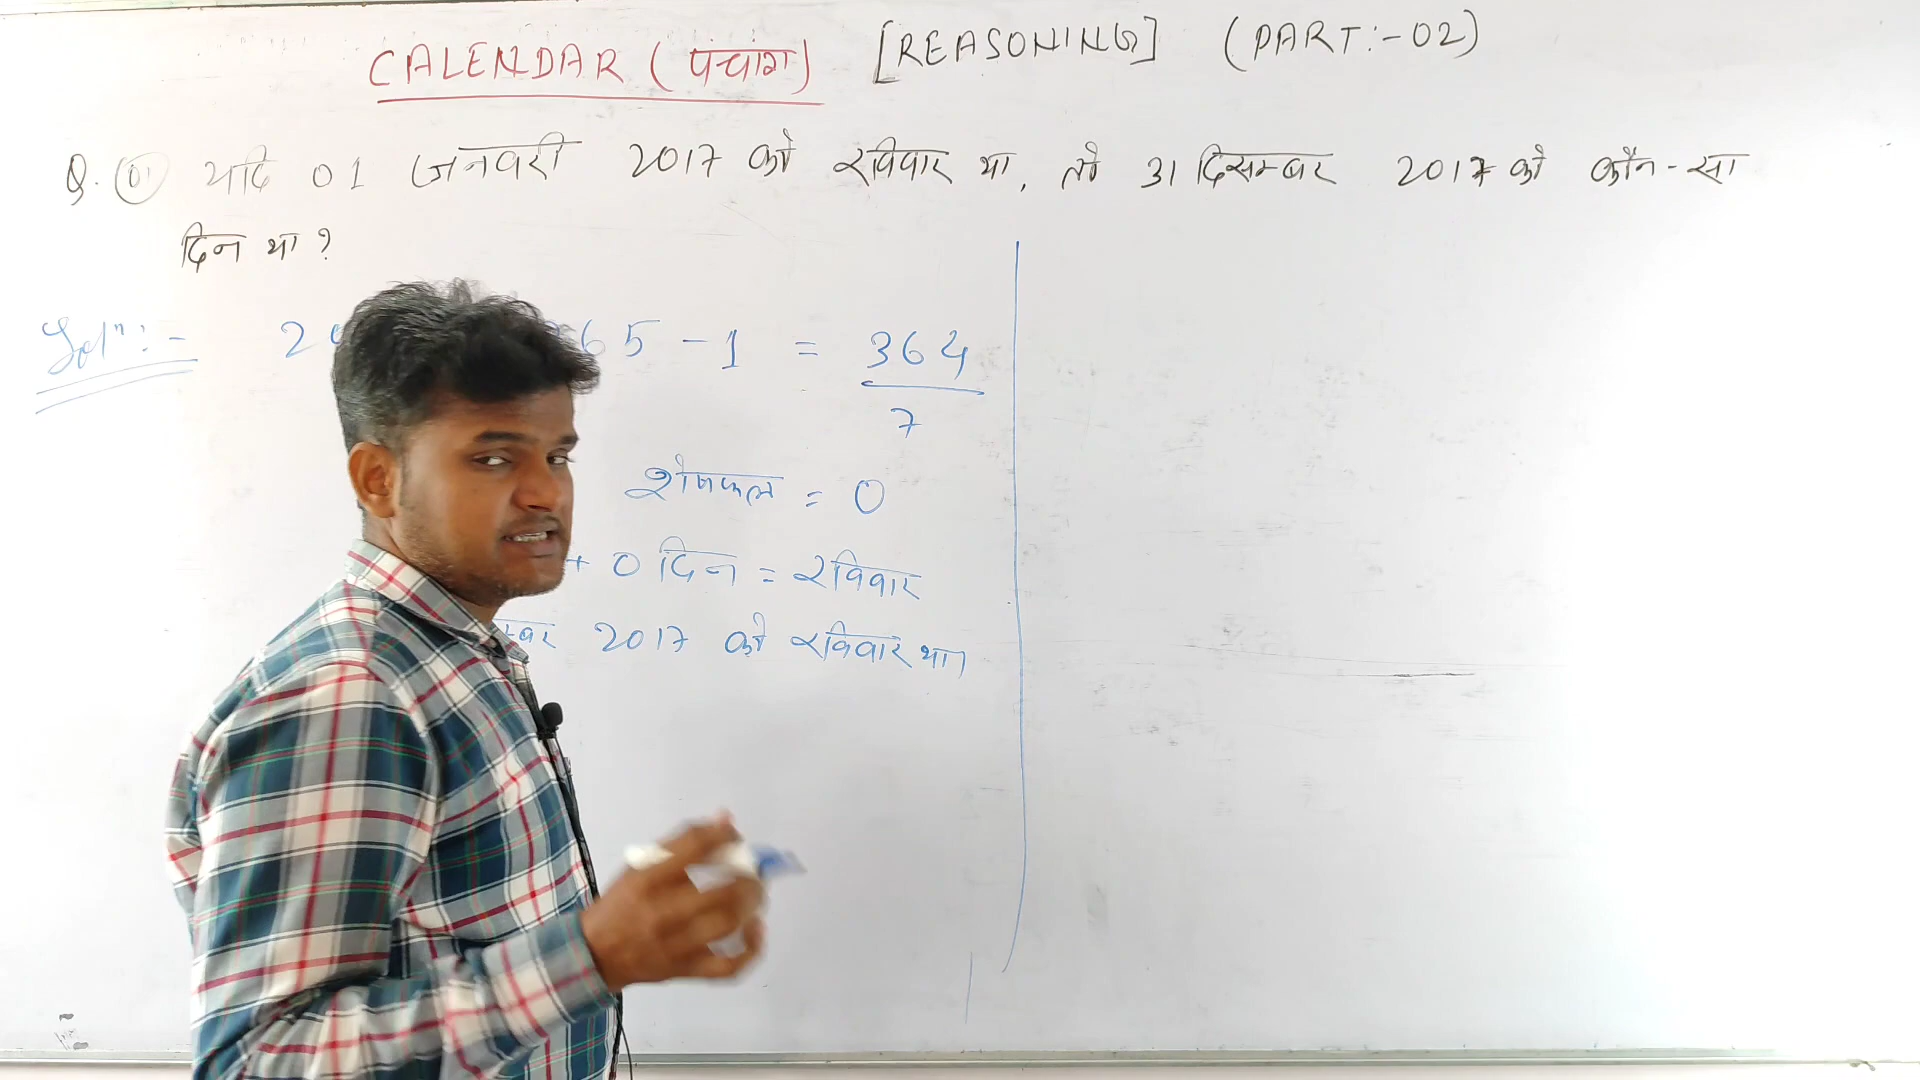 CALENDAR (पंचांग) [REASONING] (PART:-02)
Q. 01 यदि 01 जनवरी 2017 को रविवार था, तो 31 दिसम्बर 2017 को कौन-सा
दिन था ?
Solⁿ:- 2 65 - 1 = 364
7
शेषफल = 0
+ 0 दिन = रविवार
म्बर 2017 को रविवार था।